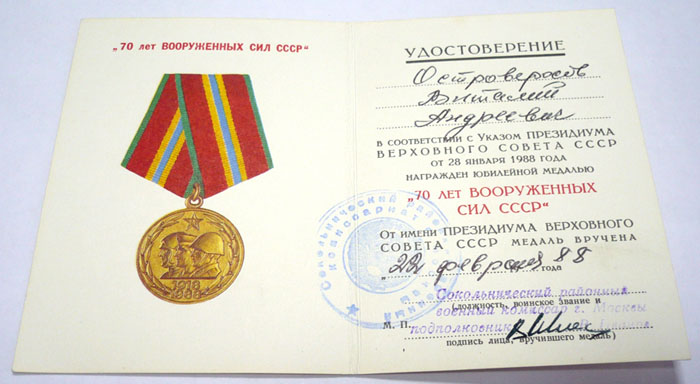 „70 лет ВООРУЖЕННЫХ СИЛ СССР“
1918
1988
УДОСТОВЕРЕНИЕ
Виталий
Андреевич
В СООТВЕТСТВИИ С УКАЗОМ ПРЕЗИДИУМА
ВЕРХОВНОГО СОВЕТА СССР
ОТ 28 ЯНВАРЯ 1988 ГОДА
НАГРАЖДЕН ЮБИЛЕЙНОЙ МЕДАЛЬЮ
„70 ЛЕТ ВООРУЖЕННЫХ
СИЛ СССР“
ОТ ИМЕНИ ПРЕЗИДИУМА ВЕРХОВНОГО
СОВЕТА СССР МЕДАЛЬ ВРУЧЕНА
„22 февраля 88 года
Сокольнический районный
(должность, воинское звание и
военный комиссар г. Москвы
М. П.
подполковник
подпись лица, вручившего медаль)